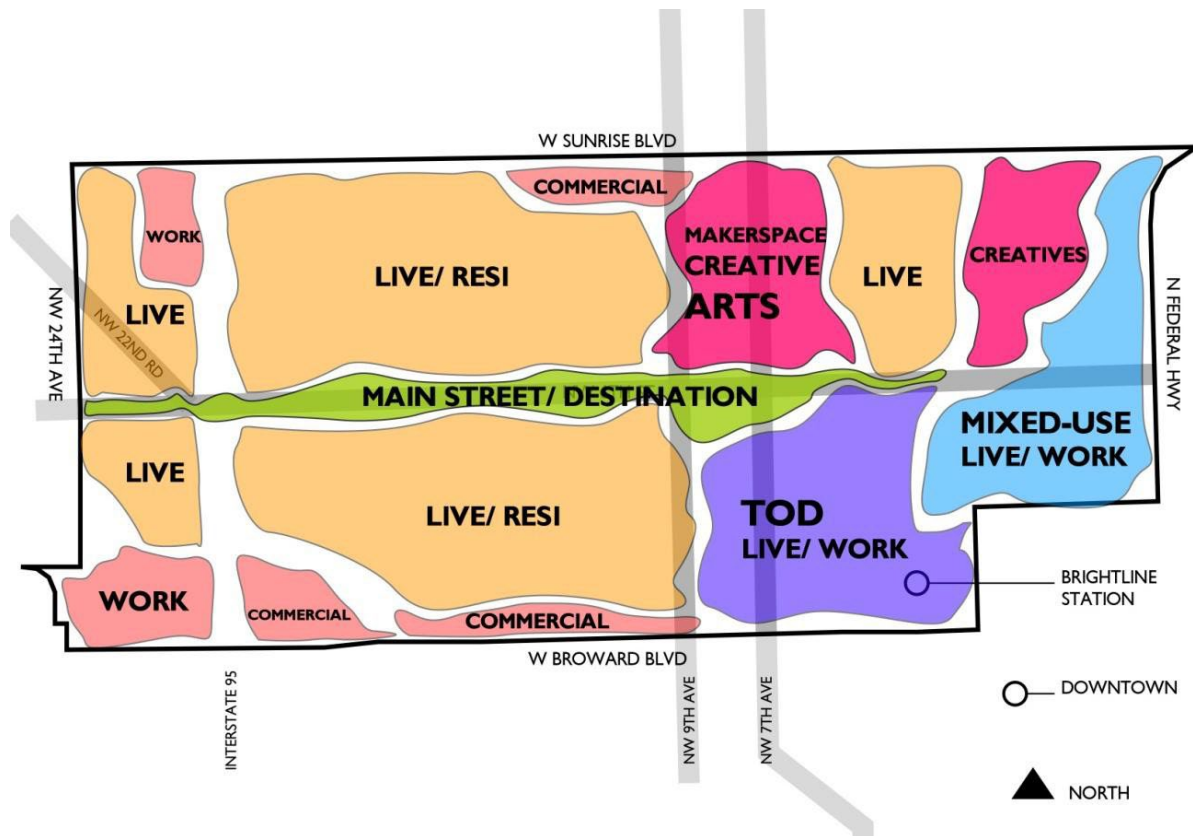 W SUNRISE BLVD
COMMERCIAL
WORK
MAKERSPACE
CREATIVE
ARTS
CREATIVES
LIVE/ RESI
LIVE
LIVE
NW 22ND RD
NW 24TH AVE
N FEDERAL HWY
MAIN STREET/ DESTINATION
MIXED-USE
LIVE/ WORK
LIVE
LIVE/ RESI
TOD
LIVE/ WORK
BRIGHTLINE
STATION
WORK
COMMERCIAL
COMMERCIAL
W BROWARD BLVD
INTERSTATE 95
NW 9TH AVE
NW 7TH AVE
DOWNTOWN
NORTH